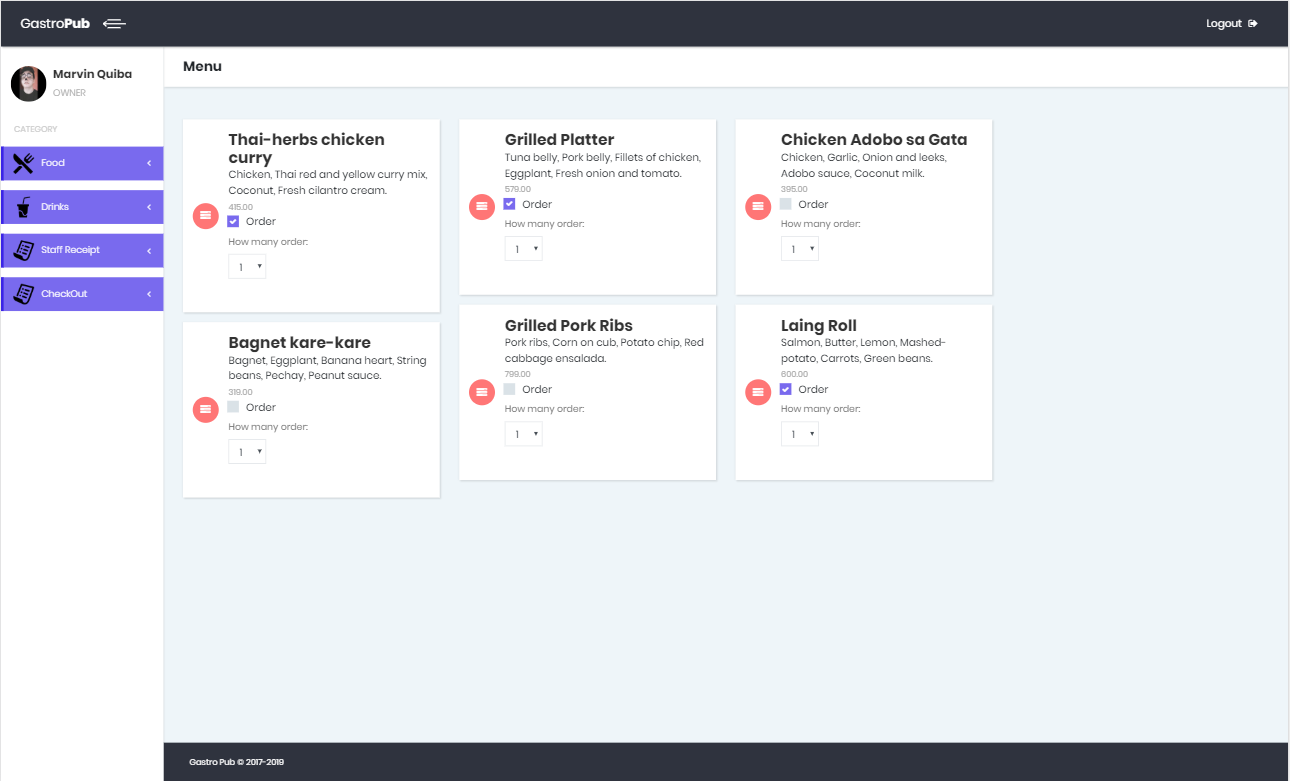 GastroPub
Logout
Marvin Quiba
OWNER
CATEGORY
Food
Drinks
Staff Receipt
CheckOut
Menu
Thai-herbs chicken
curry
Chicken, Thai red and yellow curry mix,
Coconut, Fresh cilantro cream.
415.00
Order
How many order:
1
Grilled Platter
Tuna belly, Pork belly, Fillets of chicken,
Eggplant, Fresh onion and tomato.
579.00
Order
How many order:
1
Chicken Adobo sa Gata
Chicken, Garlic, Onion and leeks,
Adobo sauce, Coconut milk.
395.00
Order
How many order:
1
Bagnet kare-kare
Bagnet, Eggplant, Banana heart, String
beans, Pechay, Peanut sauce.
319.00
Order
How many order:
1
Grilled Pork Ribs
Pork ribs, Corn on cub, Potato chip, Red
cabbage ensalada.
799.00
Order
How many order:
1
Laing Roll
Salmon, Butter, Lemon, Mashed-
potato, Carrots, Green beans.
600.00
Order
How many order:
1
Gastro Pub © 2017-2019